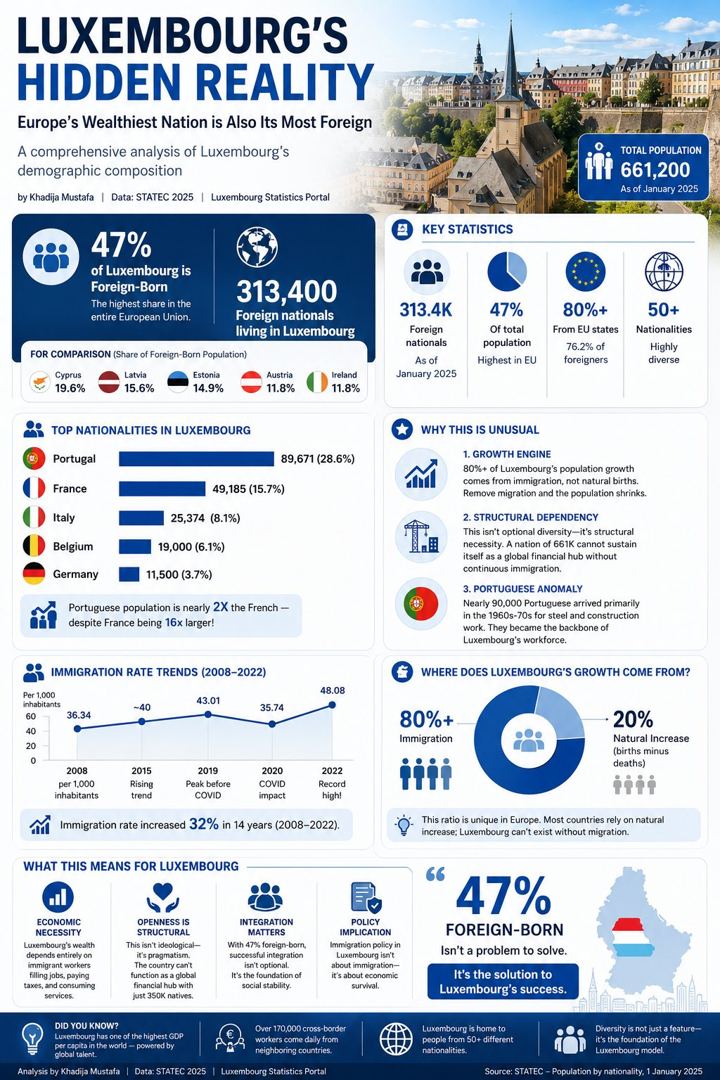 LUXEMBOURG'S
HIDDEN REALITY
Europe's Wealthiest Nation is Also Its Most Foreign
A comprehensive analysis of Luxembourg's
demographic composition
by Khadija Mustafa | Data: STATEC 2025 | Luxembourg Statistics Portal
TOTAL POPULATION
661,200
As of January 2025
47%
of Luxembourg is
Foreign-Born
The highest share in the
entire European Union.
313,400
Foreign nationals
living in Luxembourg
FOR COMPARISON (Share of Foreign-Born Population)
Cyprus
19.6%
Latvia
15.6%
Estonia
14.9%
Austria
11.8%
Ireland
11.8%
KEY STATISTICS
313.4K
Foreign
nationals
As of
January 2025
47%
Of total
population
Highest in EU
80%+
From EU states
76.2% of
foreigners
50+
Nationalities
Highly
diverse
TOP NATIONALITIES IN LUXEMBOURG
Portugal 89,671 (28.6%)
France 49,185 (15.7%)
Italy 25,374 (8.1%)
Belgium 19,000 (6.1%)
Germany 11,500 (3.7%)
Portuguese population is nearly 2X the French —
despite France being 16x larger!
WHY THIS IS UNUSUAL
1. GROWTH ENGINE
80%+ of Luxembourg's population growth
comes from immigration, not natural births.
Remove migration and the population shrinks.
2. STRUCTURAL DEPENDENCY
This isn't optional diversity—it's structural
necessity. A nation of 661K cannot sustain
itself as a global financial hub without
continuous immigration.
3. PORTUGUESE ANOMALY
Nearly 90,000 Portuguese arrived primarily
in the 1960s-70s for steel and construction
work. They became the backbone of
Luxembourg's workforce.
IMMIGRATION RATE TRENDS (2008–2022)
Per 1,000
inhabitants
60
40
20
0
36.34
~40
43.01
35.74
48.08
2008
per 1,000
inhabitants
2015
Rising
trend
2019
Peak before
COVID
2020
COVID
impact
2022
Record
high!
Immigration rate increased 32% in 14 years (2008–2022).
WHERE DOES LUXEMBOURG'S GROWTH COME FROM?
80%+
Immigration
20%
Natural Increase
(births minus
deaths)
This ratio is unique in Europe. Most countries rely on natural
increase; Luxembourg can't exist without migration.
WHAT THIS MEANS FOR LUXEMBOURG
ECONOMIC
NECESSITY
Luxembourg's wealth
depends entirely on
immigrant workers
filling jobs, paying
taxes, and consuming
services.
OPENNESS IS
STRUCTURAL
This isn't ideological—
it's pragmatism.
The country can't
function as a global
financial hub with
just 350K natives.
INTEGRATION
MATTERS
With 47% foreign-born,
successful integration
isn't optional.
It's the foundation of
social stability.
POLICY
IMPLICATION
Immigration policy in
Luxembourg isn't
about immigration—
it's about economic
survival.
“ 47%
FOREIGN-BORN
Isn't a problem to solve.
It's the solution to
Luxembourg's success.
DID YOU KNOW?
Luxembourg has one of the highest GDP
per capita in the world — powered by
global talent.
Over 170,000 cross-border
workers come daily from
neighboring countries.
Luxembourg is home to
people from 50+ different
nationalities.
Diversity is not just a feature—
it's the foundation of the
Luxembourg model.
Analysis by Khadija Mustafa | Data: STATEC 2025 | Luxembourg Statistics Portal
Source: STATEC – Population by nationality, 1 January 2025